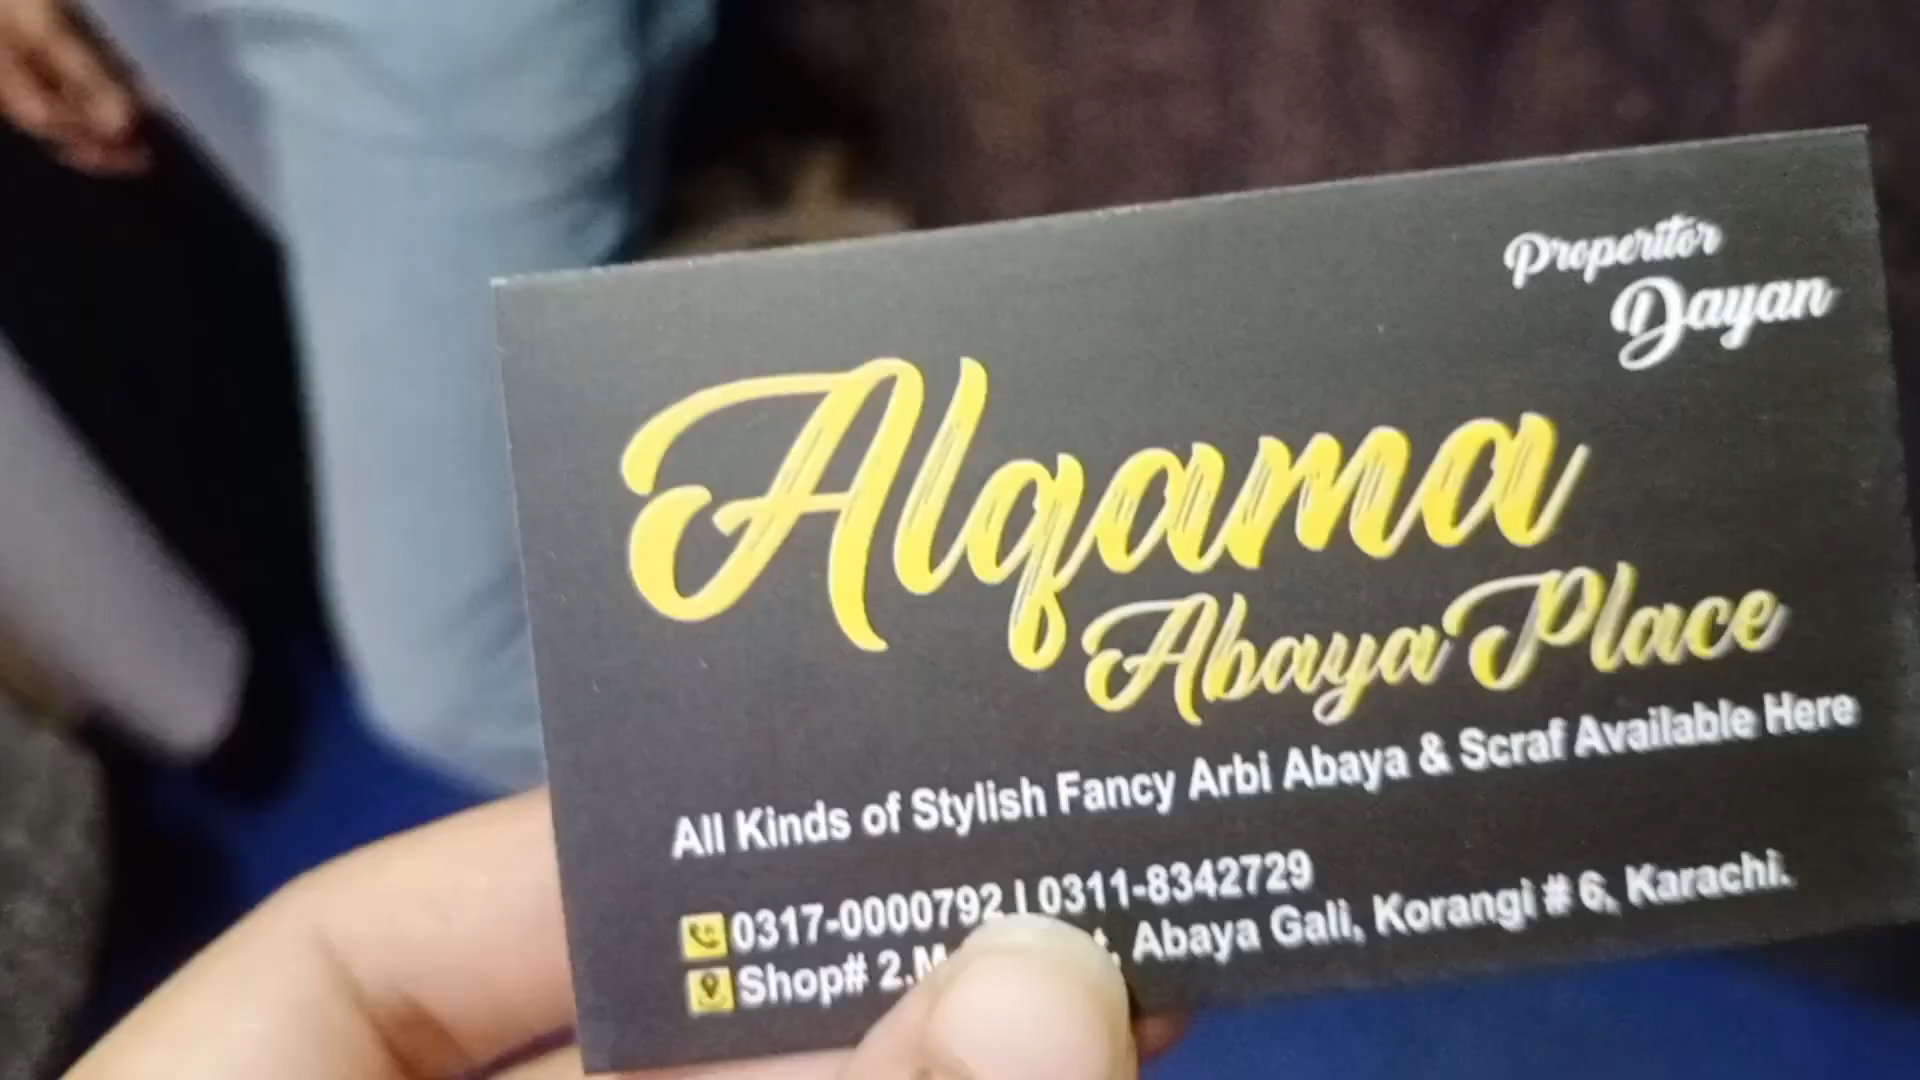 Properitor
Dayan
Alqama
Abaya Place
All Kinds of Stylish Fancy Arbi Abaya & Scraf Available Here
0317-0000792 | 0311-8342729
Shop# 2. Abaya Gali, Korangi # 6, Karachi.